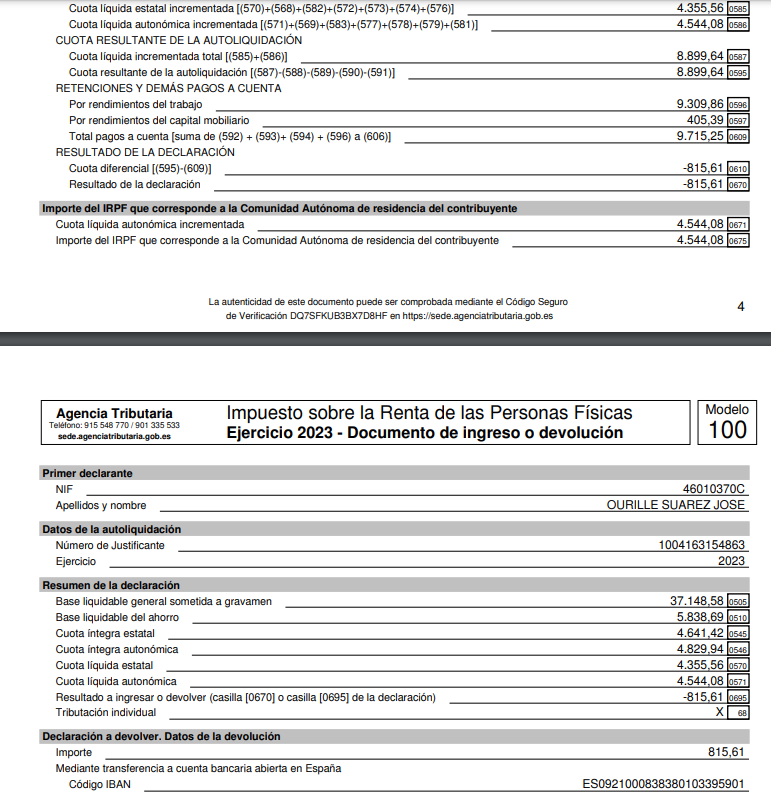 Cuota líquida estatal incrementada [(570)+(568)+(582)+(572)+(573)+(574)+(576)] 4.355,56 0585
Cuota líquida autonómica incrementada [(571)+(569)+(583)+(577)+(578)+(579)+(581)] 4.544,08 0586
CUOTA RESULTANTE DE LA AUTOLIQUIDACIÓN
Cuota líquida incrementada total [(585)+(586)] 8.899,64 0587
Cuota resultante de la autoliquidación [(587)-(588)-(589)-(590)-(591)] 8.899,64 0595
RETENCIONES Y DEMÁS PAGOS A CUENTA
Por rendimientos del trabajo 9.309,86 0596
Por rendimientos del capital mobiliario 405,39 0597
Total pagos a cuenta [suma de (592) + (593)+ (594) + (596) a (606)] 9.715,25 0609
RESULTADO DE LA DECLARACIÓN
Cuota diferencial [(595)-(609)] -815,61 0610
Resultado de la declaración -815,61 0670
Importe del IRPF que corresponde a la Comunidad Autónoma de residencia del contribuyente
Cuota líquida autonómica incrementada 4.544,08 0671
Importe del IRPF que corresponde a la Comunidad Autónoma de residencia del contribuyente 4.544,08 0675
La autenticidad de este documento puede ser comprobada mediante el Código Seguro
de Verificación DQ7SFKUB3BX7D8HF en https://sede.agenciatributaria.gob.es
4
Agencia Tributaria
Teléfono: 915 548 770 / 901 335 533
sede.agenciatributaria.gob.es
Impuesto sobre la Renta de las Personas Físicas
Ejercicio 2023 - Documento de ingreso o devolución
Modelo
100
Primer declarante
NIF 46010370C
Apellidos y nombre OURILLE SUAREZ JOSE
Datos de la autoliquidación
Número de Justificante 1004163154863
Ejercicio 2023
Resumen de la declaración
Base liquidable general sometida a gravamen 37.148,58 0505
Base liquidable del ahorro 5.838,69 0510
Cuota íntegra estatal 4.641,42 0545
Cuota íntegra autonómica 4.829,94 0546
Cuota líquida estatal 4.355,56 0570
Cuota líquida autonómica 4.544,08 0571
Resultado a ingresar o devolver (casilla [0670] o casilla [0695] de la declaración) -815,61 0695
Tributación individual X 68
Declaración a devolver. Datos de la devolución
Importe 815,61
Mediante transferencia a cuenta bancaria abierta en España
Código IBAN ES0921000838380103395901